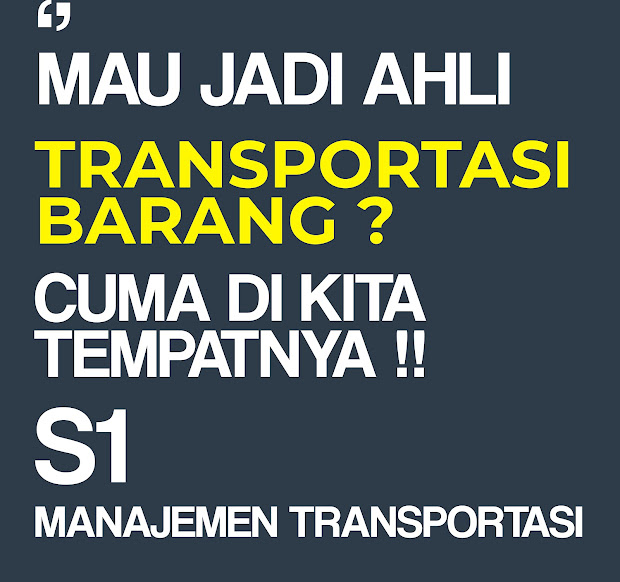 ❟❟
MAU JADI AHLI
TRANSPORTASI
BARANG ?
CUMA DI KITA
TEMPATNYA !!
S1
MANAJEMEN TRANSPORTASI